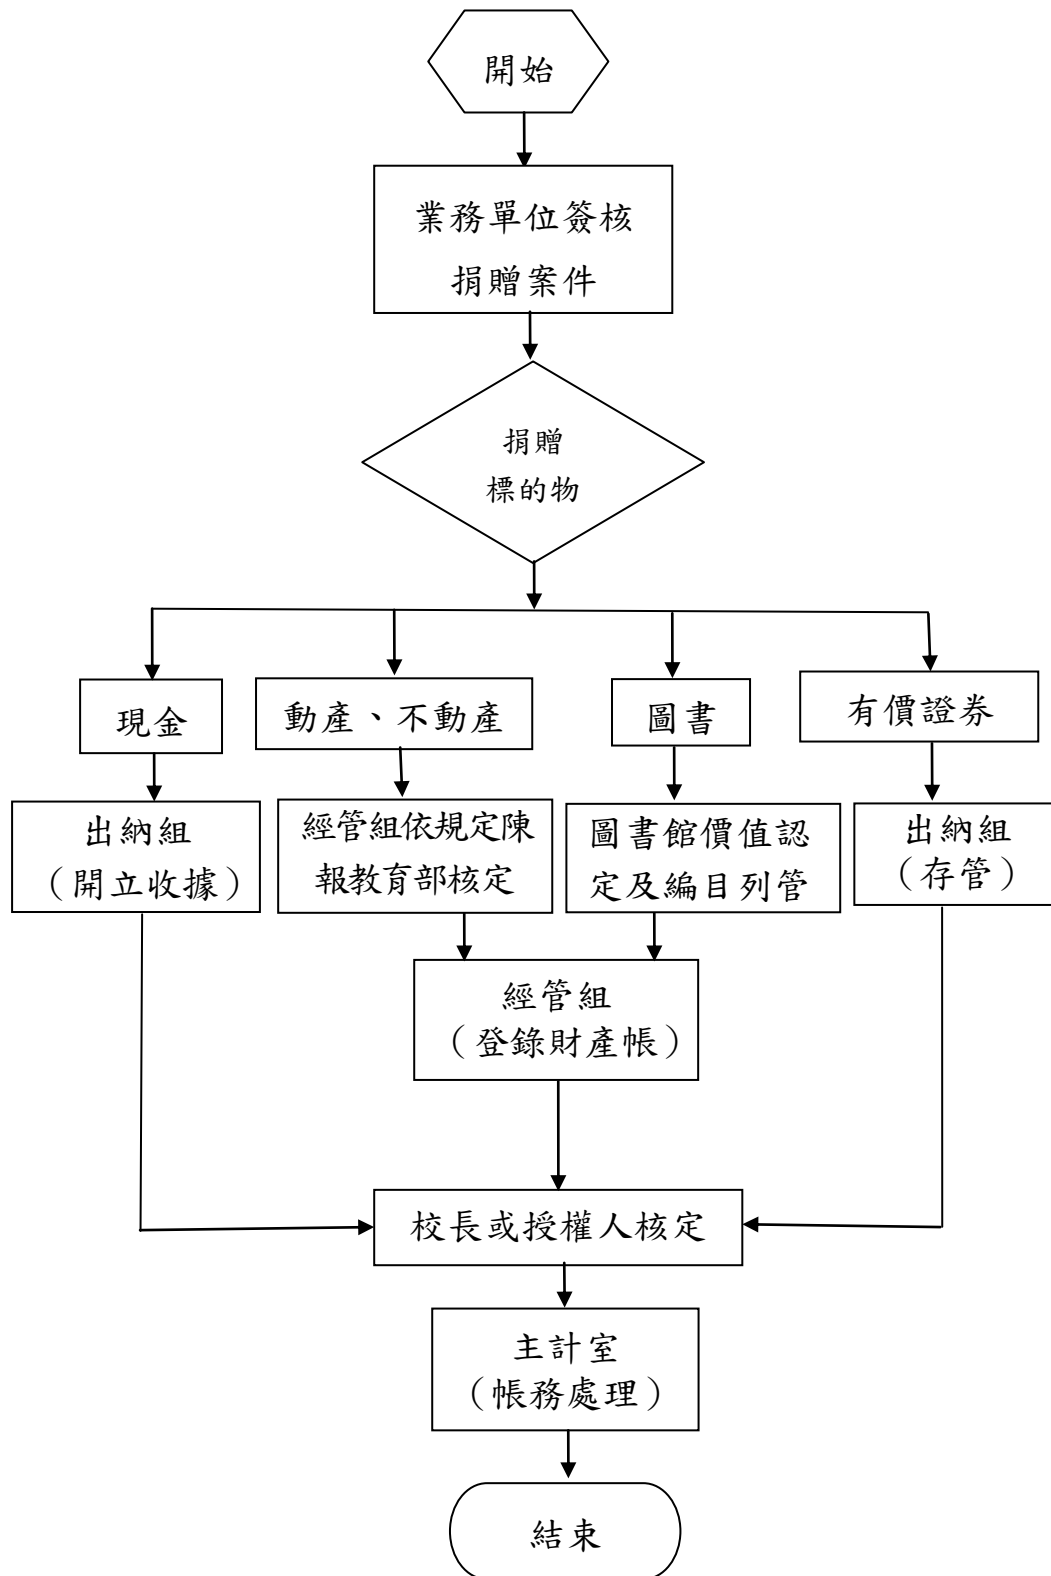 開始
業務單位簽核
捐贈案件
捐贈
標的物
現金
動產、不動產
圖書
有價證券
出納組
（開立收據）
經管組依規定陳
報教育部核定
圖書館價值認
定及編目列管
出納組
（存管）
經管組
（登錄財產帳）
校長或授權人核定
主計室
（帳務處理）
結束